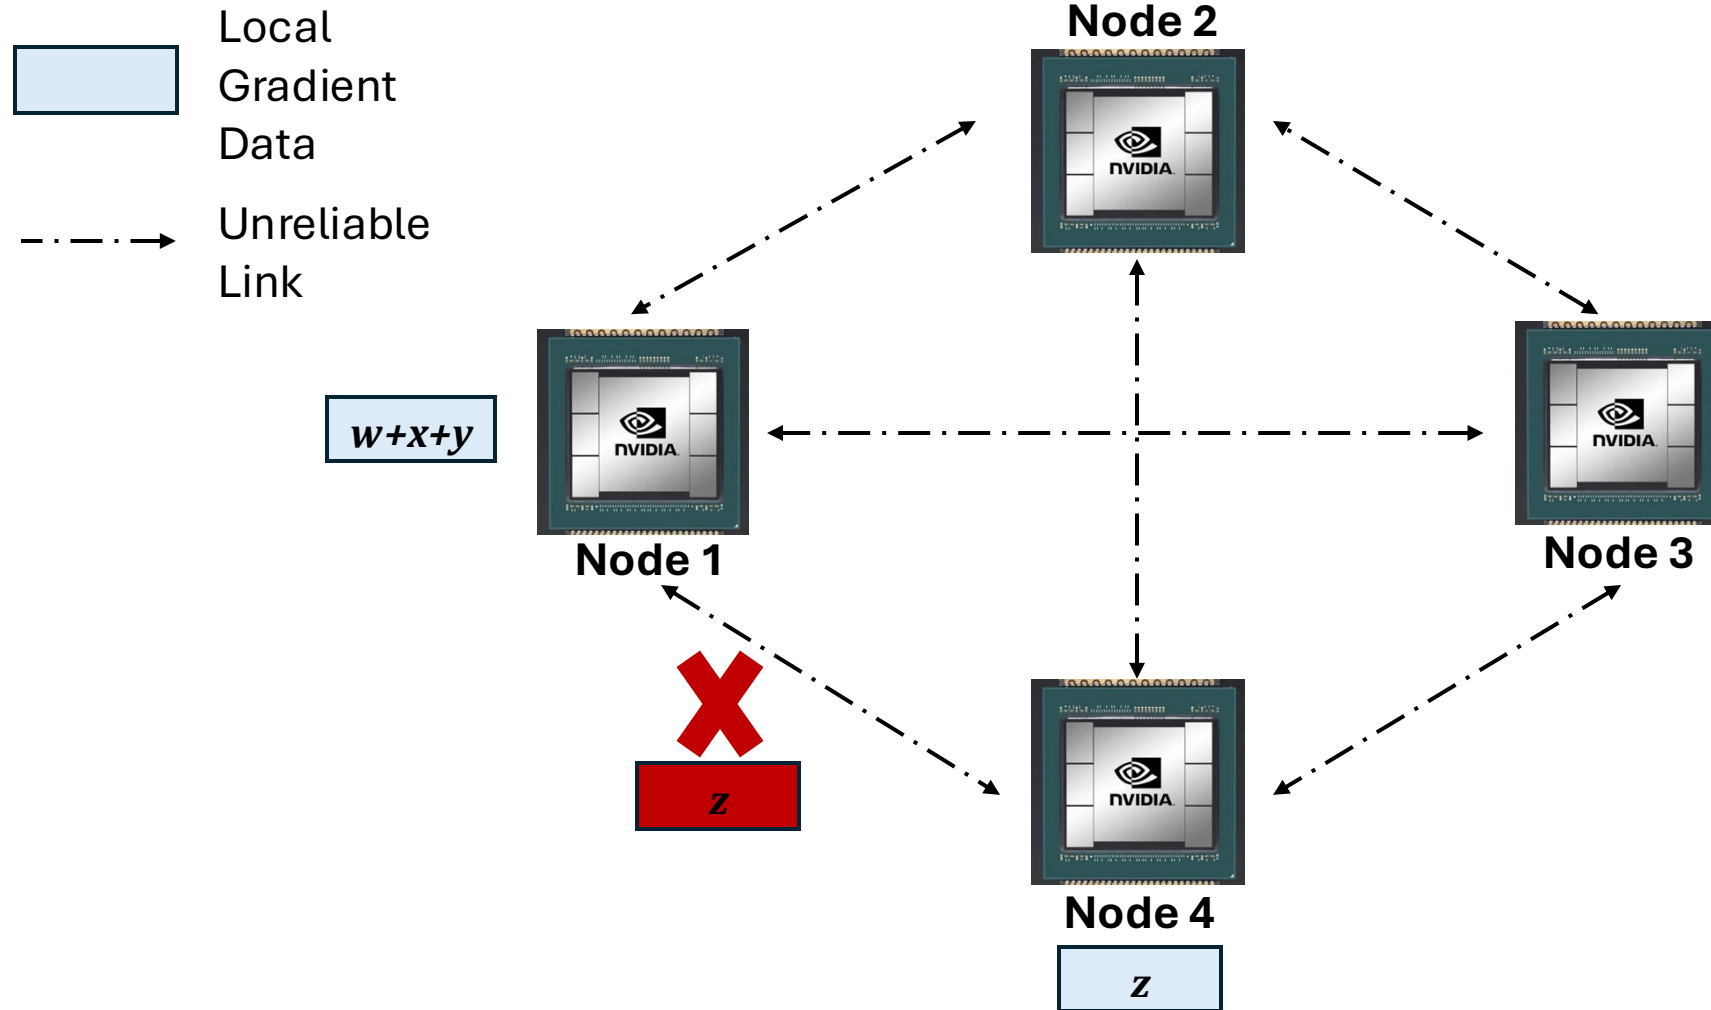 Local
Gradient
Data
Unreliable
Link
Node 2
NVIDIA
w+x+y
NVIDIA
Node 1
NVIDIA
Node 3
z
NVIDIA
Node 4
z